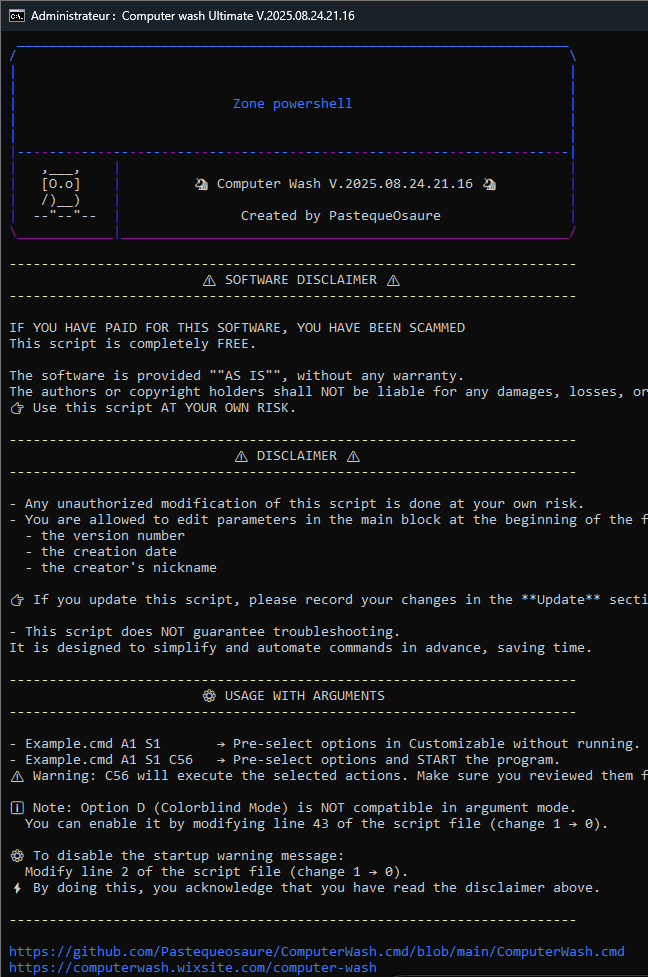 Administrateur : Computer wash Ultimate V.2025.08.24.21.16
Zone powershell
,___,
[O.o]
/)__)
--"--"--
🦄 Computer Wash V.2025.08.24.21.16 🦄
Created by PastequeOsaure
⚠ SOFTWARE DISCLAIMER ⚠
IF YOU HAVE PAID FOR THIS SOFTWARE, YOU HAVE BEEN SCAMMED
This script is completely FREE.
The software is provided ""AS IS"", without any warranty.
The authors or copyright holders shall NOT be liable for any damages, losses, or
👉 Use this script AT YOUR OWN RISK.
⚠ DISCLAIMER ⚠
- Any unauthorized modification of this script is done at your own risk.
- You are allowed to edit parameters in the main block at the beginning of the f
- the version number
- the creation date
- the creator's nickname
👉 If you update this script, please record your changes in the **Update** secti
- This script does NOT guarantee troubleshooting.
It is designed to simplify and automate commands in advance, saving time.
⚙ USAGE WITH ARGUMENTS
- Example.cmd A1 S1 → Pre-select options in Customizable without running.
- Example.cmd A1 S1 C56 → Pre-select options and START the program.
⚠ Warning: C56 will execute the selected actions. Make sure you reviewed them f
ℹ Note: Option D (Colorblind Mode) is NOT compatible in argument mode.
You can enable it by modifying line 43 of the script file (change 1 → 0).
⚙ To disable the startup warning message:
Modify line 2 of the script file (change 1 → 0).
⚡ By doing this, you acknowledge that you have read the disclaimer above.
https://github.com/Pastequeosaure/ComputerWash.cmd/blob/main/ComputerWash.cmd
https://computerwash.wixsite.com/computer-wash